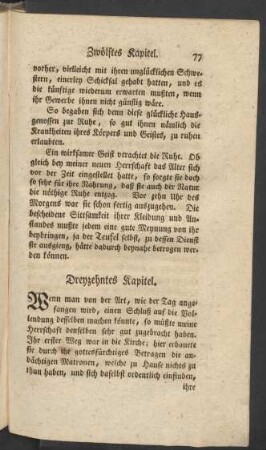 Zwölftes Kapitel. 77
vorher, vielleicht mit ihren unglücklichen Schwe-
stern, einerley Schicksal gehabt hatten, und es
die künftige wiederum erwarten mußten, wenn
ihr Gewerbe ihnen nicht günstig wäre.
So begaben sich denn diese glückliche Haus-
genossen zur Ruhe, so gut ihnen nämlich die
Krankheiten ihres Körpers und Geistes, zu ruhen
erlaubten.
Ein wirksamer Geist verachtet die Ruhe. Ob-
gleich bey meiner neuen Herrschaft das Alter sich
vor der Zeit eingestellet hatte, so sorgte sie doch
so sehr für ihre Nahrung, daß sie auch der Natur
die nöthige Ruhe entzog. Vor zehn Uhr des
Morgens war sie schon fertig auszugehen. Die
bescheidene Sittsamkeit ihrer Kleidung und An-
standes mußte jedem eine gute Meynung von ihr
beybringen, ja der Teufel selbst, zu dessen Dienst
sie ausgieng, hätte dadurch beynahe betrogen wer-
den können.
Dreyzehntes Kapitel.
Wenn man von der Art, wie der Tag ange-
fangen wird, einen Schluß auf die Vol-
lendung desselben machen könnte, so müßte meine
Herrschaft denselben sehr gut zugebracht haben.
Ihr erster Weg war in die Kirche; hier erbauete
sie durch ihr gottesfürchtiges Betragen die an-
dächtigen Matronen, welche zu Hause nichts zu
thun haben, und sich daselbst ordentlich einfinden,
ihre